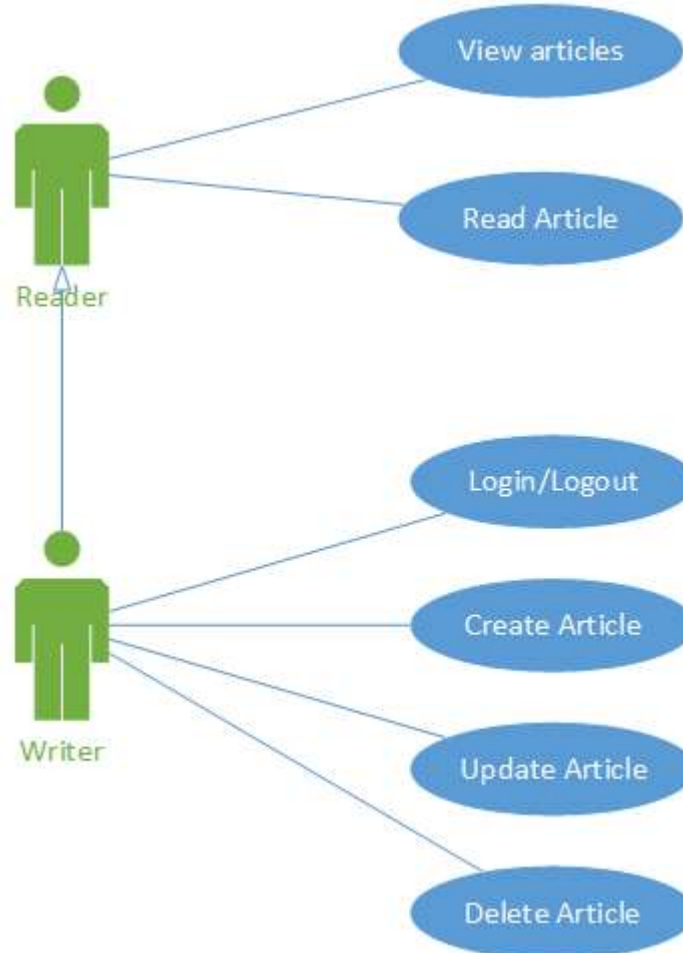 View articles
Read Article
Reader
Login/Logout
Create Article
Update Article
Writer
Delete Article